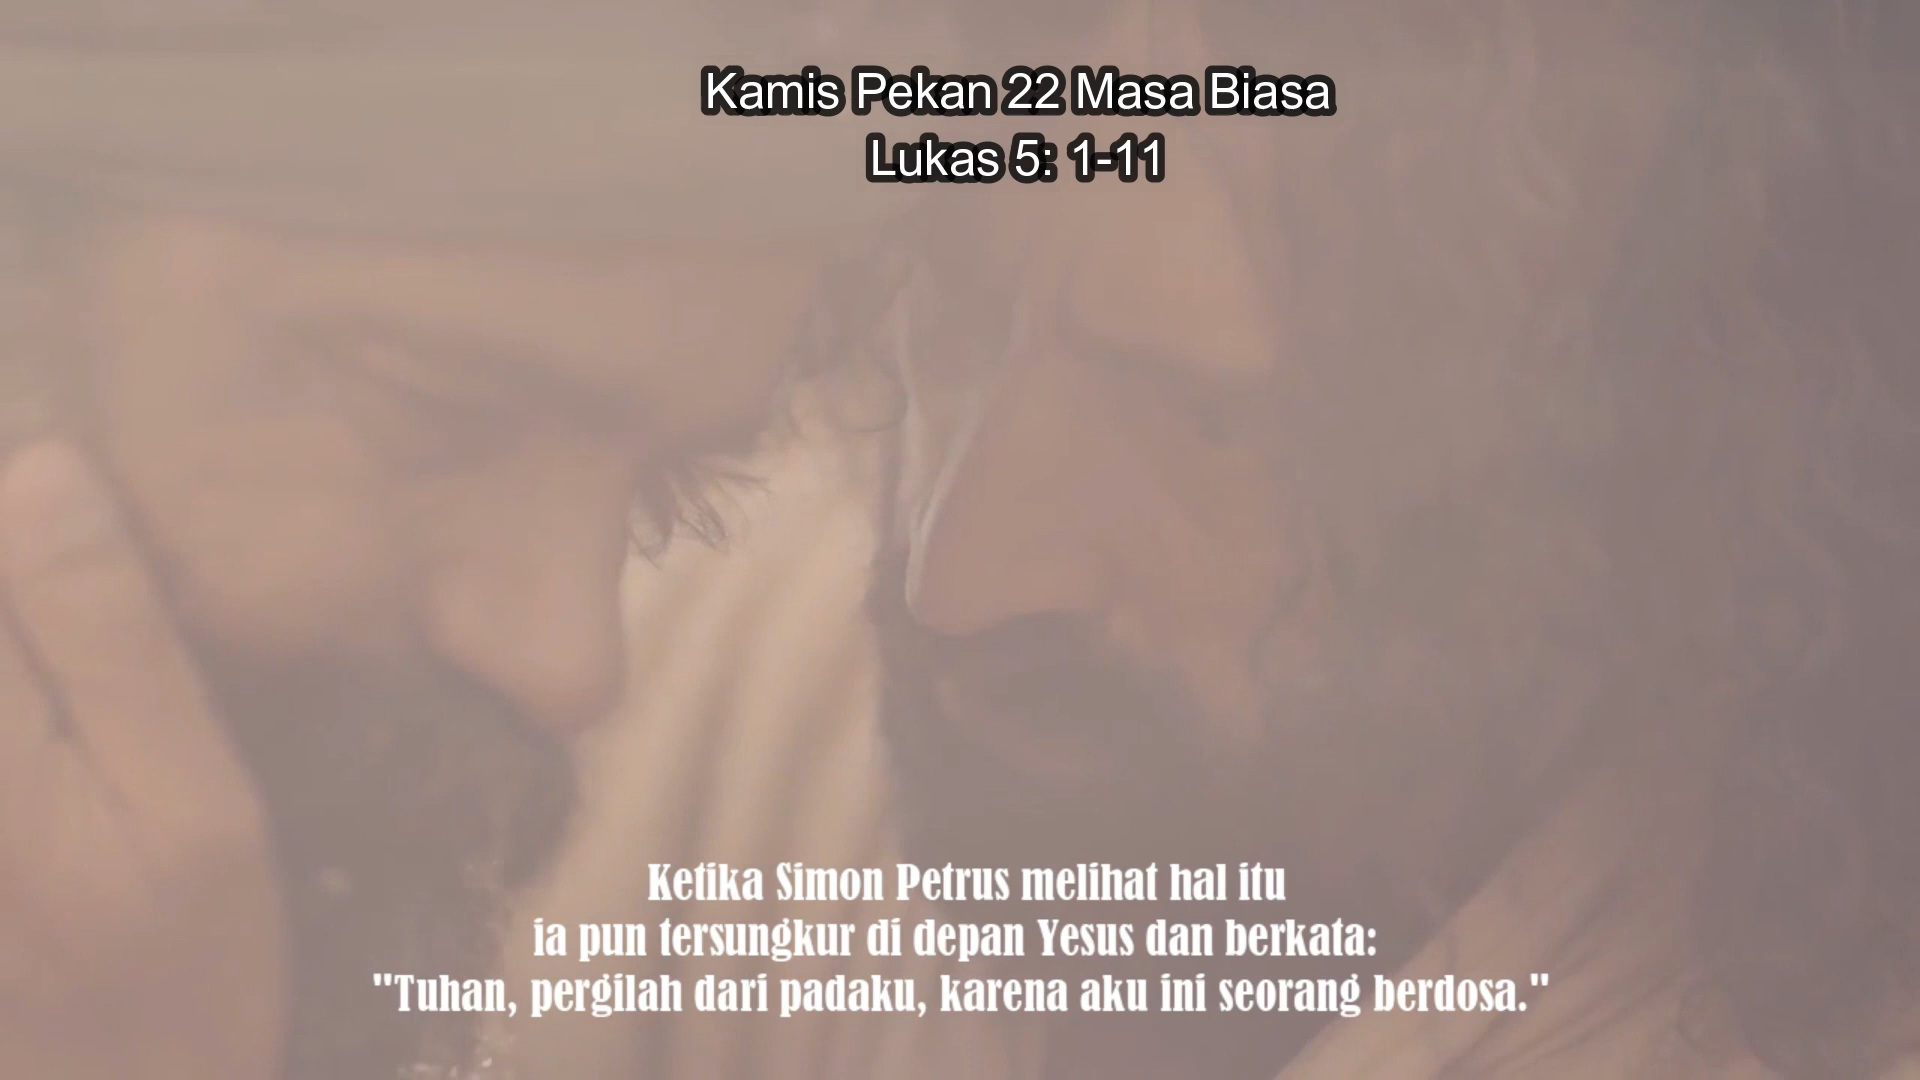 Kamis Pekan 22 Masa Biasa
Lukas 5: 1-11
Ketika Simon Petrus melihat hal itu
ia pun tersungkur di depan Yesus dan berkata:
"Tuhan, pergilah dari padaku, karena aku ini seorang berdosa."